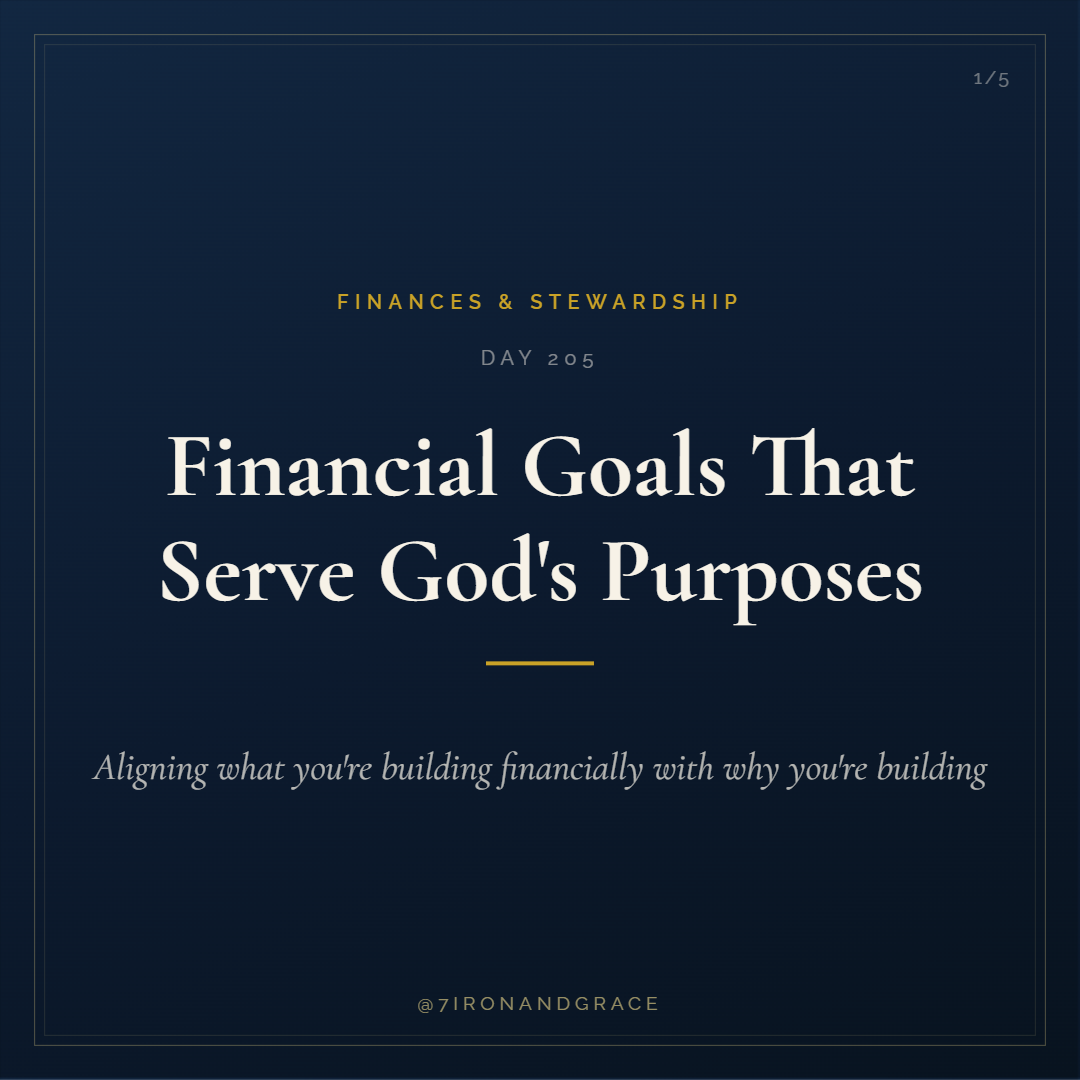 1/5
FINANCES & STEWARDSHIP
DAY 205
Financial Goals That
Serve God's Purposes
Aligning what you're building financially with why you're building
@7IRONANDGRACE